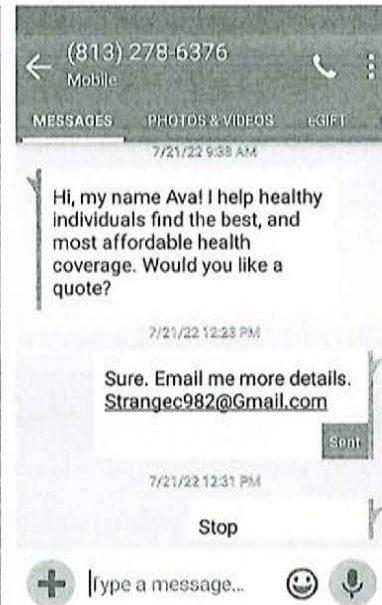 (813) 278-6376
Mobile
MESSAGES PHOTOS & VIDEOS eGIFT
7/21/22 9:38 AM
Hi, my name Ava! I help healthy
individuals find the best, and
most affordable health
coverage. Would you like a
quote?
7/21/22 12:23 PM
Sure. Email me more details.
Strangec982@Gmail.com
Sent
7/21/22 12:31 PM
Stop
Type a message...